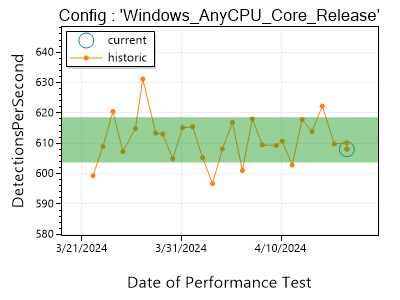 Config : 'Windows_AnyCPU_Core_Release'
current
historic
DetectionsPerSecond
640
630
620
610
600
590
580
3/21/2024
3/31/2024
4/10/2024
Date of Performance Test